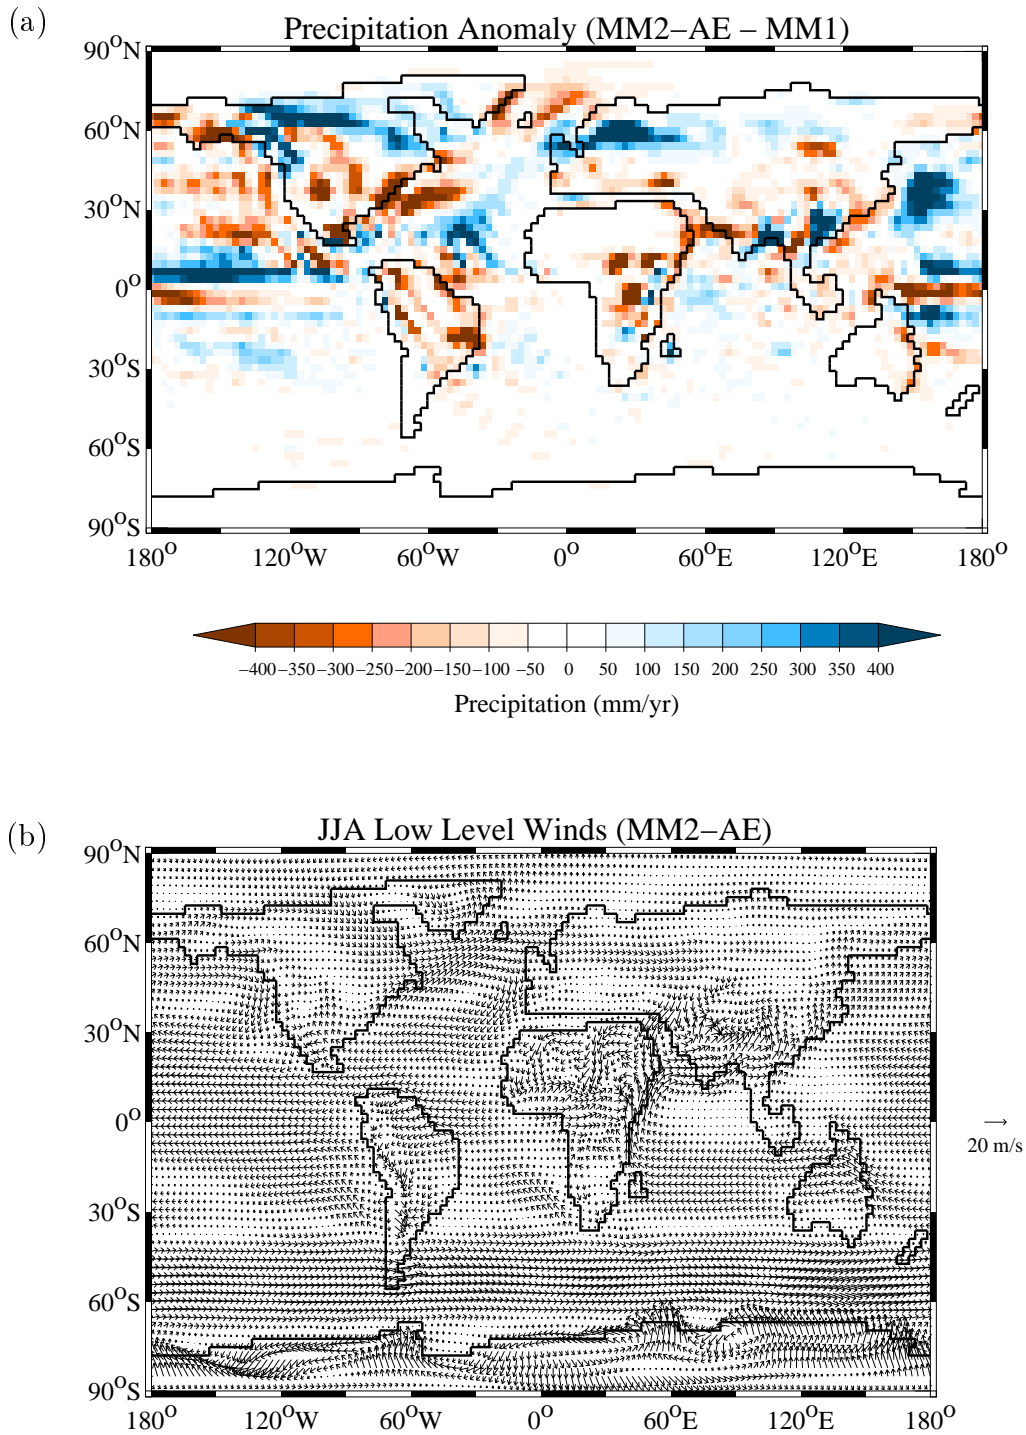 (a)
Precipitation Anomaly (MM2−AE − MM1)
90°N
60°N
30°N
0°
30°S
60°S
90°S
180° 120°W 60°W 0° 60°E 120°E 180°
−400 −350 −300 −250 −200 −150 −100 −50 0 50 100 150 200 250 300 350 400
Precipitation (mm/yr)
(b)
JJA Low Level Winds (MM2−AE)
90°N
60°N
30°N
0°
20 m/s
30°S
60°S
90°S
180° 120°W 60°W 0° 60°E 120°E 180°